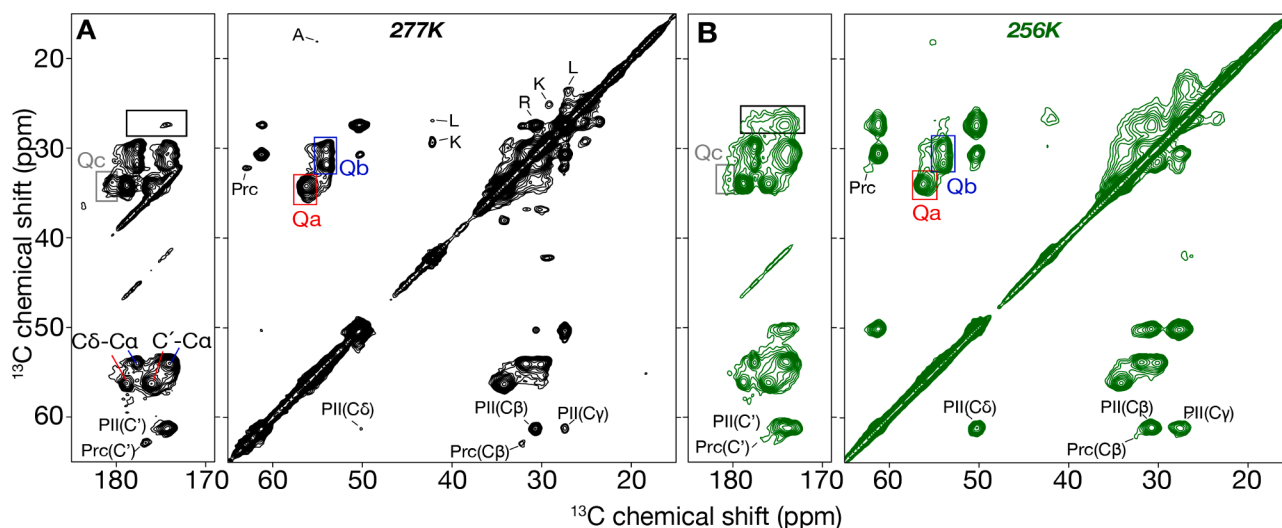 A 277K B 256K
20
30
40
50
60
¹³C chemical shift (ppm)
A
K
L
R
L
K
Qc
Qb
Qa
Prc
Cδ-Cα C´-Cα
PII(C')
Prc(C')
PII(Cδ)
PII(Cβ)
PII(Cγ)
Prc(Cβ)
Qc
Qb
Qa
Prc
PII(C')
Prc(C')
PII(Cδ)
PII(Cβ)
PII(Cγ)
Prc(Cβ)
180 170 60 50 40 30 20 180 170 60 50 40 30 20
¹³C chemical shift (ppm)